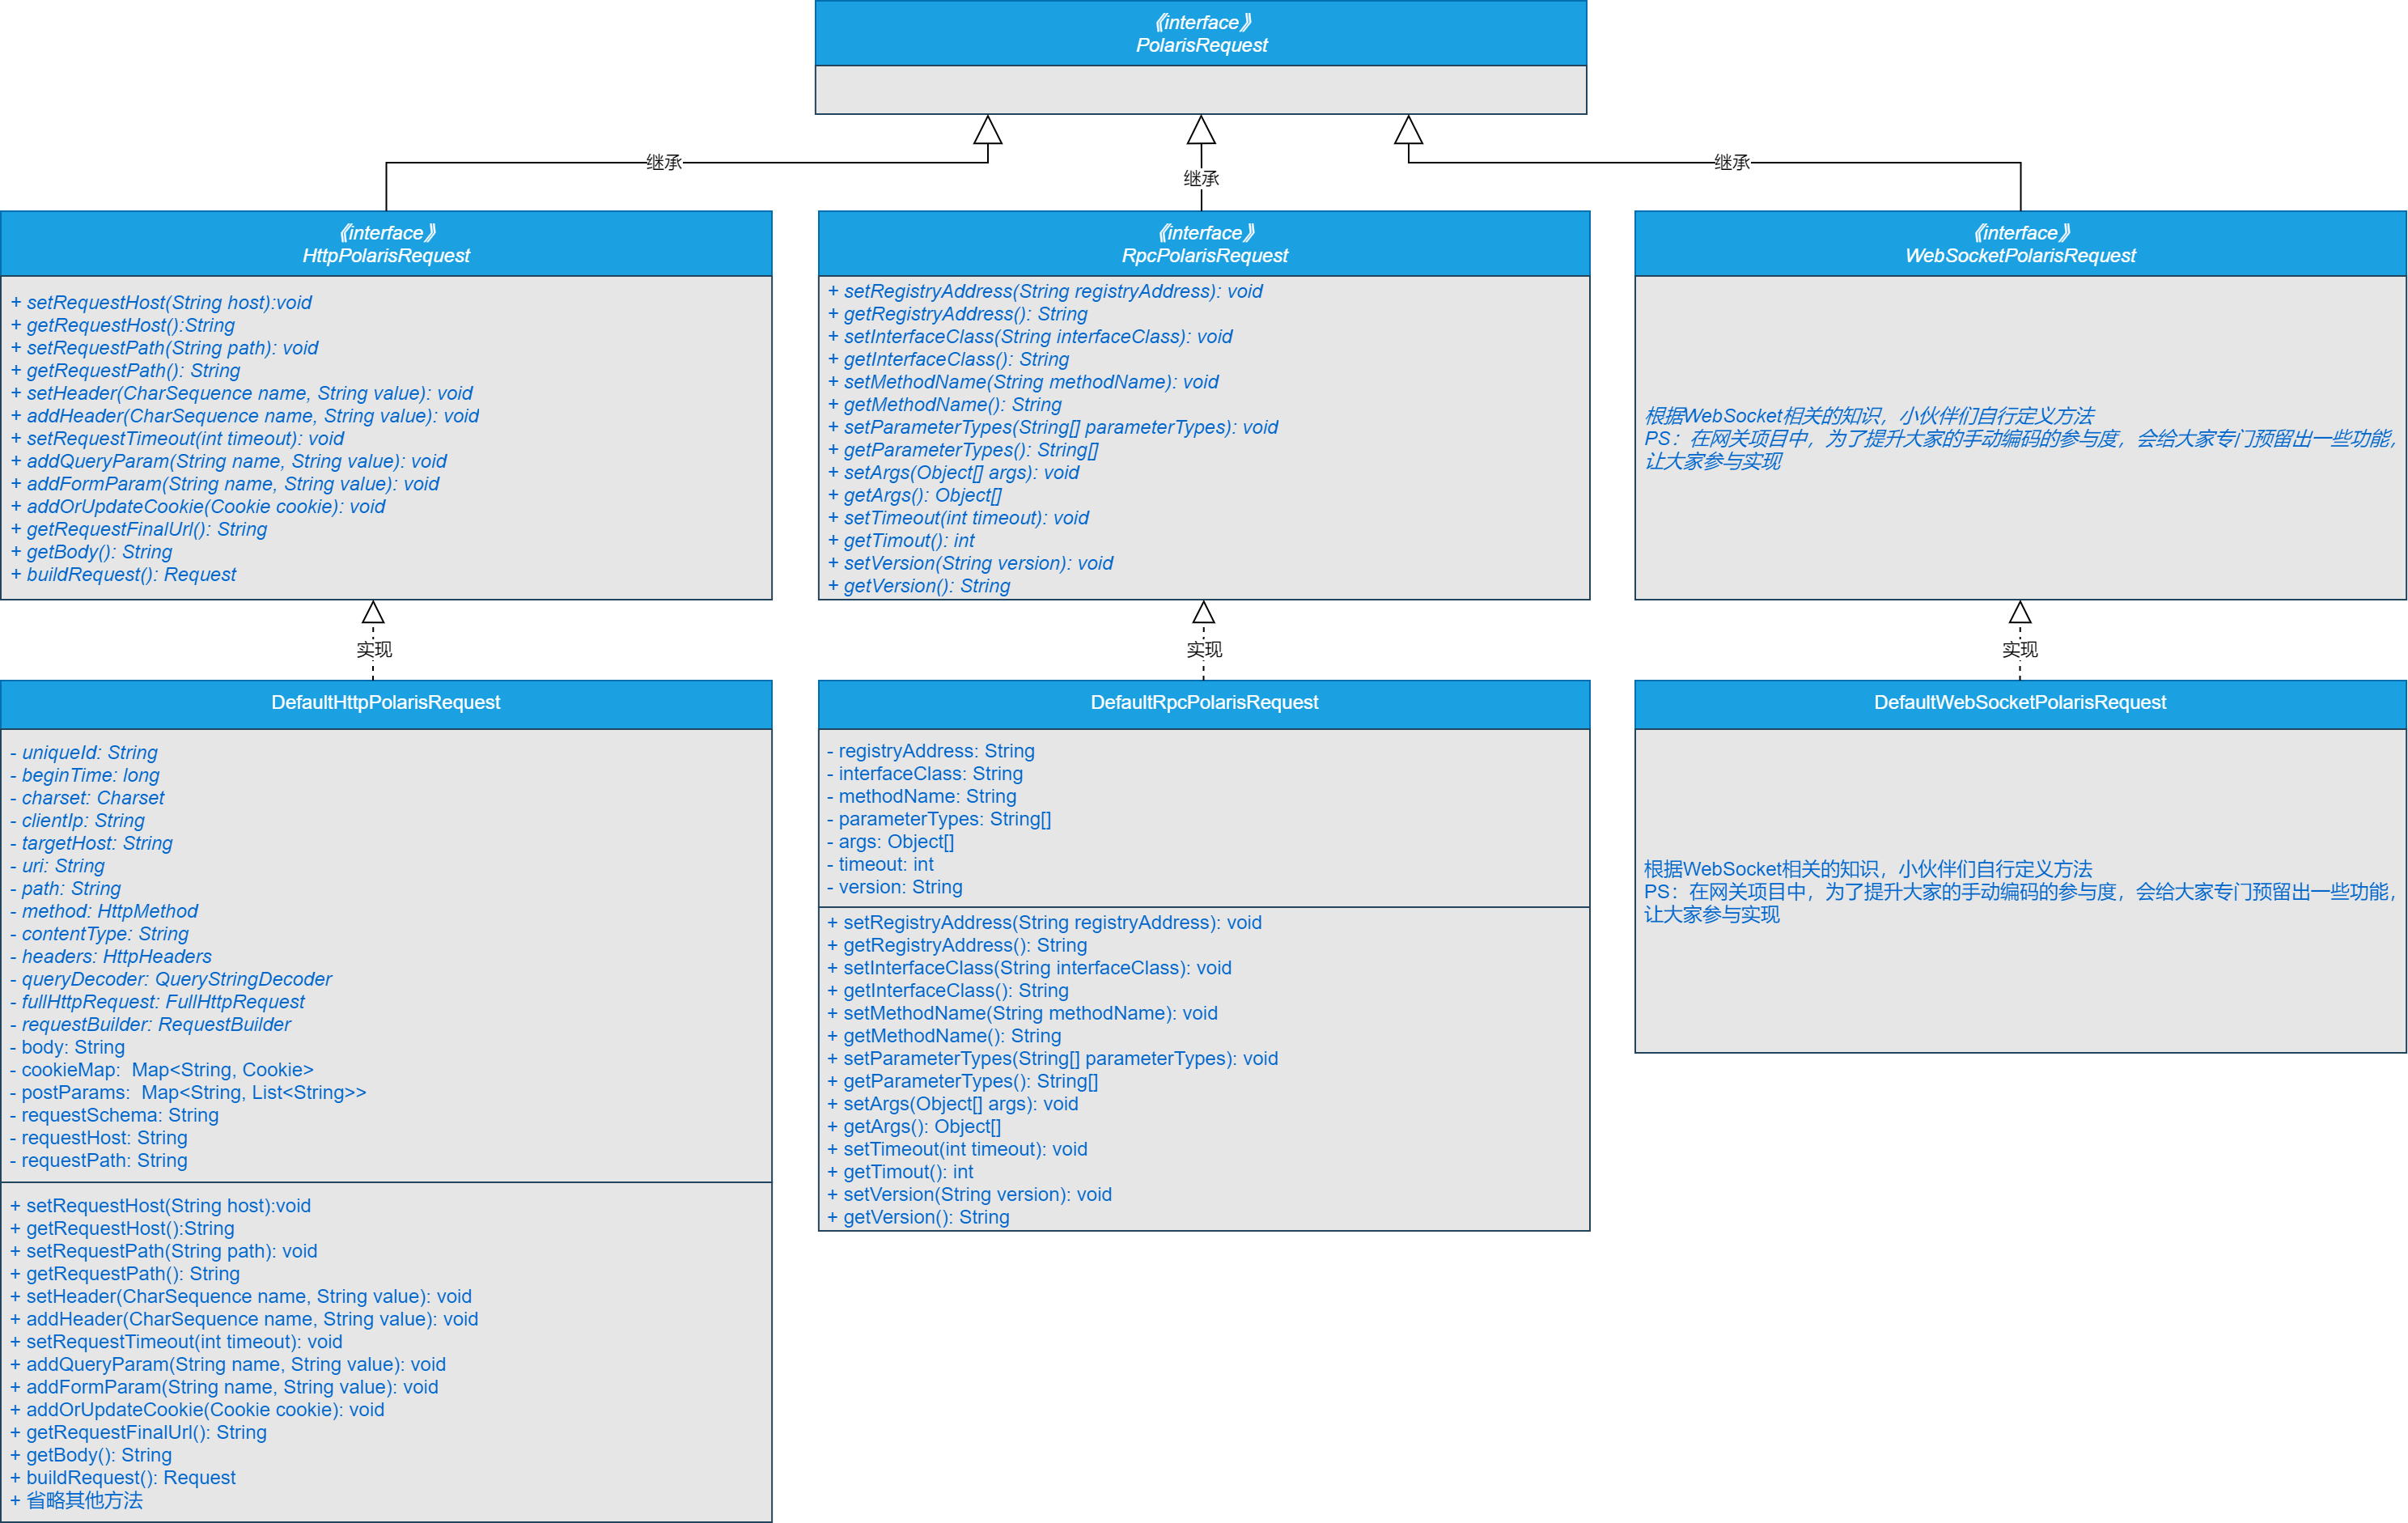 《interface》
PolarisRequest
继承
继承
继承
《interface》
HttpPolarisRequest
+ setRequestHost(String host):void
+ getRequestHost():String
+ setRequestPath(String path): void
+ getRequestPath(): String
+ setHeader(CharSequence name, String value): void
+ addHeader(CharSequence name, String value): void
+ setRequestTimeout(int timeout): void
+ addQueryParam(String name, String value): void
+ addFormParam(String name, String value): void
+ addOrUpdateCookie(Cookie cookie): void
+ getRequestFinalUrl(): String
+ getBody(): String
+ buildRequest(): Request
《interface》
RpcPolarisRequest
+ setRegistryAddress(String registryAddress): void
+ getRegistryAddress(): String
+ setInterfaceClass(String interfaceClass): void
+ getInterfaceClass(): String
+ setMethodName(String methodName): void
+ getMethodName(): String
+ setParameterTypes(String[] parameterTypes): void
+ getParameterTypes(): String[]
+ setArgs(Object[] args): void
+ getArgs(): Object[]
+ setTimeout(int timeout): void
+ getTimout(): int
+ setVersion(String version): void
+ getVersion(): String
《interface》
WebSocketPolarisRequest
根据WebSocket相关的知识，小伙伴们自行定义方法
PS：在网关项目中，为了提升大家的手动编码的参与度，会给大家专门预留出一些功能，
让大家参与实现
实现
实现
实现
DefaultHttpPolarisRequest
- uniqueId: String
- beginTime: long
- charset: Charset
- clientIp: String
- targetHost: String
- uri: String
- path: String
- method: HttpMethod
- contentType: String
- headers: HttpHeaders
- queryDecoder: QueryStringDecoder
- fullHttpRequest: FullHttpRequest
- requestBuilder: RequestBuilder
- body: String
- cookieMap:  Map<String, Cookie>
- postParams:  Map<String, List<String>>
- requestSchema: String
- requestHost: String
- requestPath: String
+ setRequestHost(String host):void
+ getRequestHost():String
+ setRequestPath(String path): void
+ getRequestPath(): String
+ setHeader(CharSequence name, String value): void
+ addHeader(CharSequence name, String value): void
+ setRequestTimeout(int timeout): void
+ addQueryParam(String name, String value): void
+ addFormParam(String name, String value): void
+ addOrUpdateCookie(Cookie cookie): void
+ getRequestFinalUrl(): String
+ getBody(): String
+ buildRequest(): Request
+ 省略其他方法
DefaultRpcPolarisRequest
- registryAddress: String
- interfaceClass: String
- methodName: String
- parameterTypes: String[]
- args: Object[]
- timeout: int
- version: String
+ setRegistryAddress(String registryAddress): void
+ getRegistryAddress(): String
+ setInterfaceClass(String interfaceClass): void
+ getInterfaceClass(): String
+ setMethodName(String methodName): void
+ getMethodName(): String
+ setParameterTypes(String[] parameterTypes): void
+ getParameterTypes(): String[]
+ setArgs(Object[] args): void
+ getArgs(): Object[]
+ setTimeout(int timeout): void
+ getTimout(): int
+ setVersion(String version): void
+ getVersion(): String
DefaultWebSocketPolarisRequest
根据WebSocket相关的知识，小伙伴们自行定义方法
PS：在网关项目中，为了提升大家的手动编码的参与度，会给大家专门预留出一些功能，
让大家参与实现